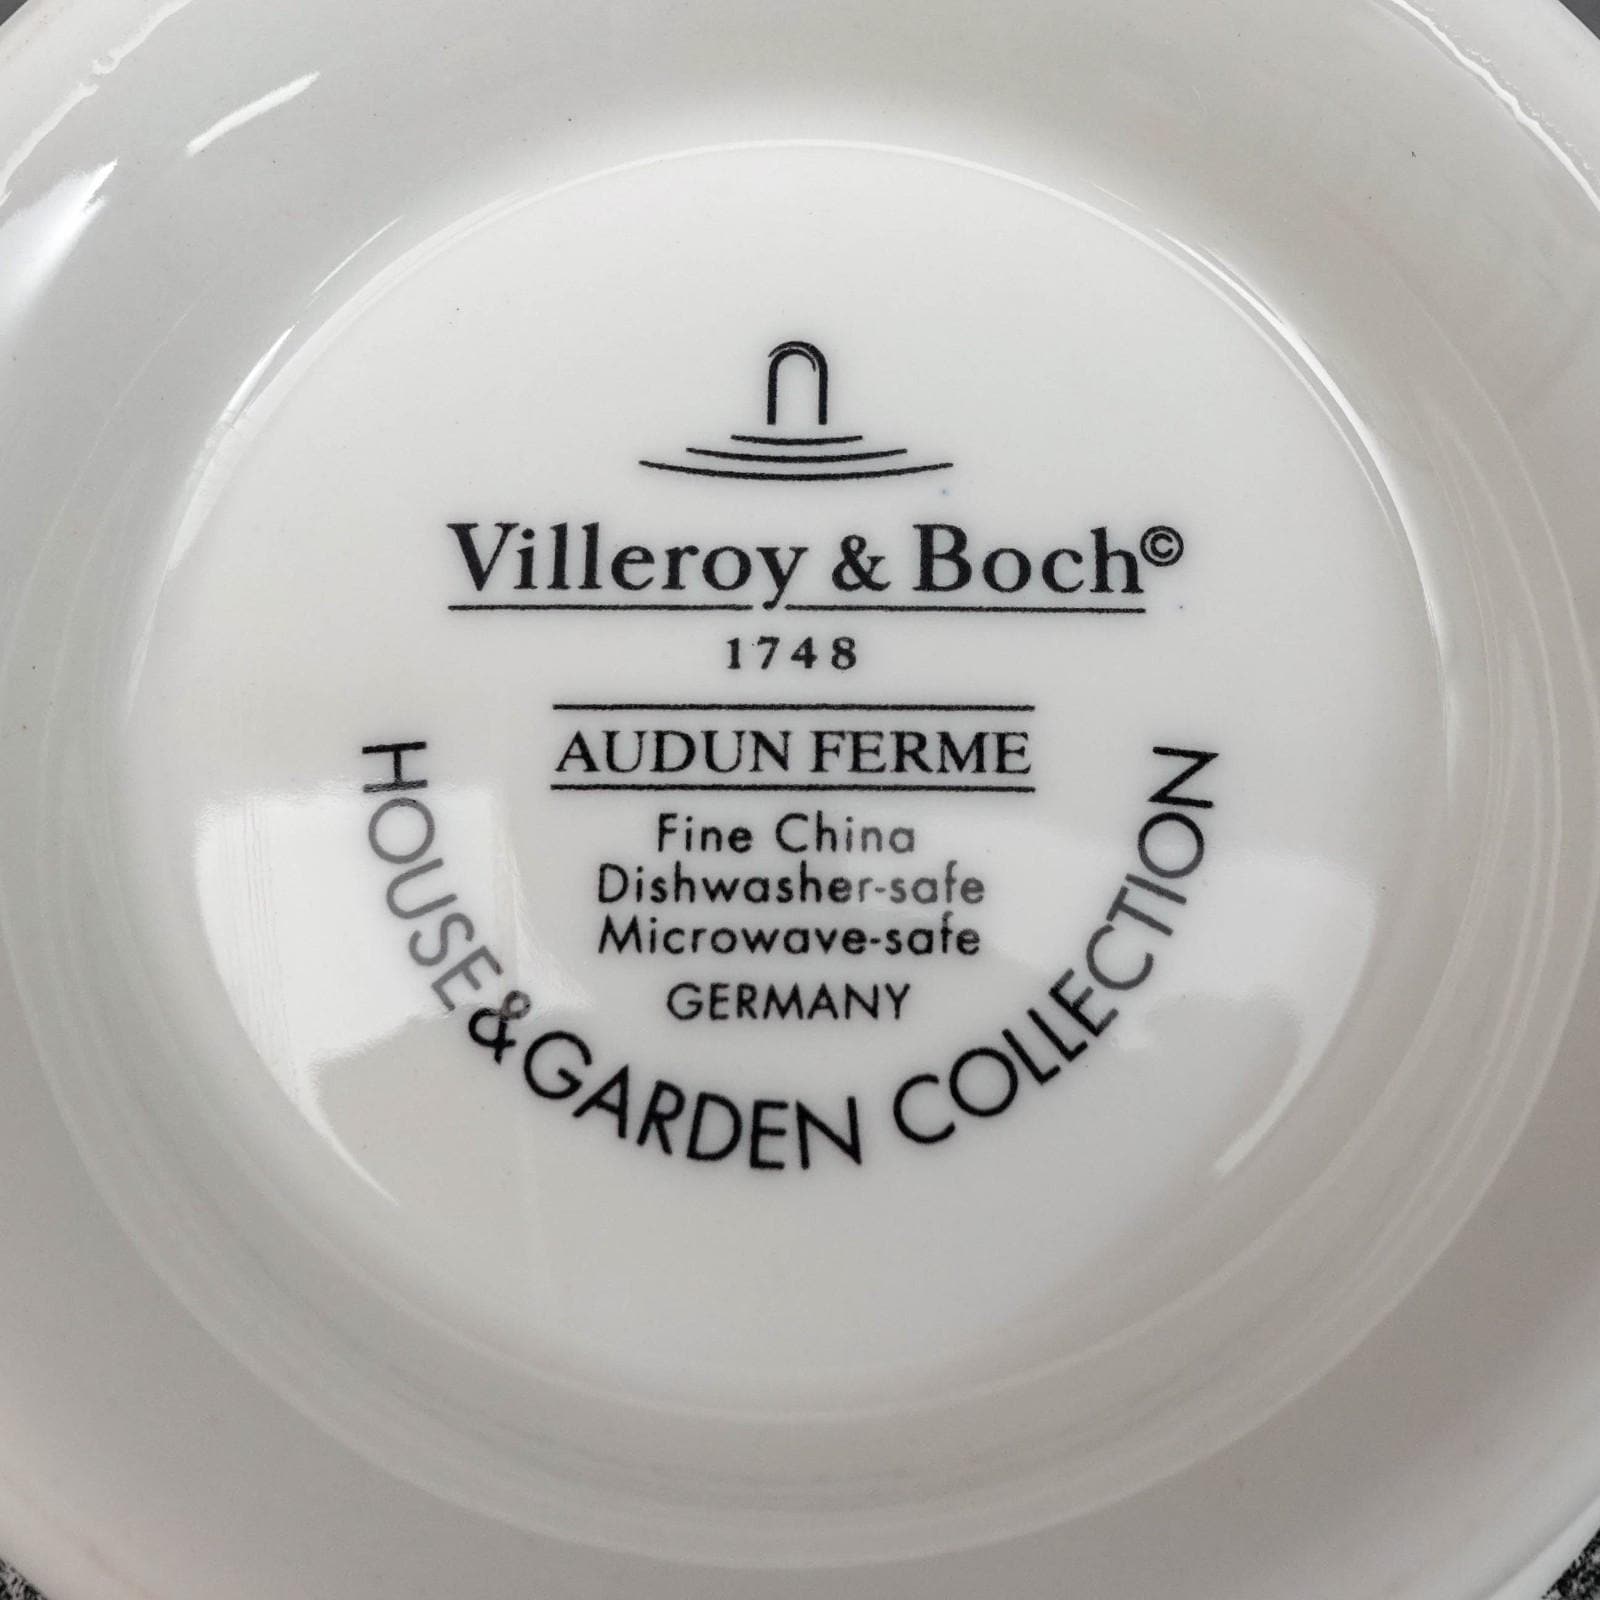 Villeroy & Boch©
1748
AUDUN FERME
Fine China
Dishwasher-safe
Microwave-safe
GERMANY
HOUSE & GARDEN COLLECTION